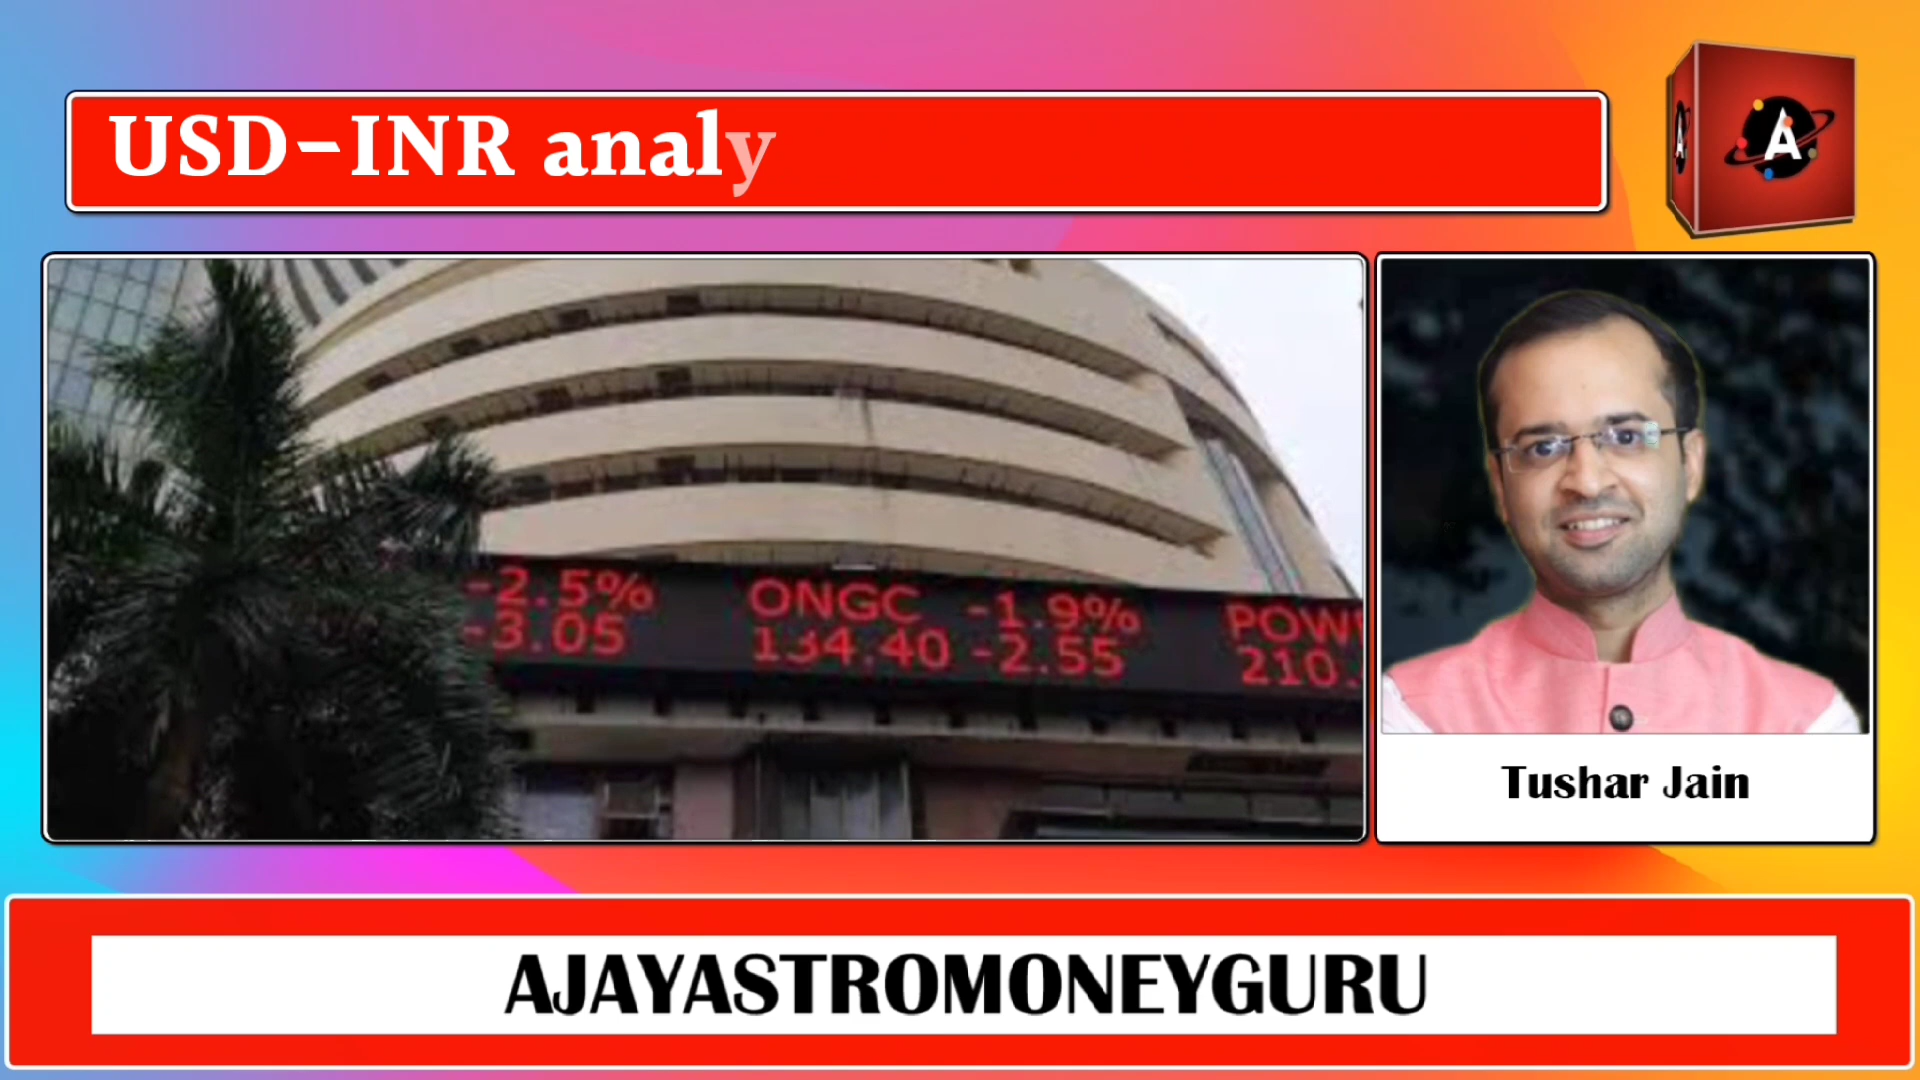 USD-INR analy
A
A
-2.5% ONGC -1.9% POW
-3.05 134.40 -2.55 210.
Tushar Jain
AJAYASTROMONEYGURU